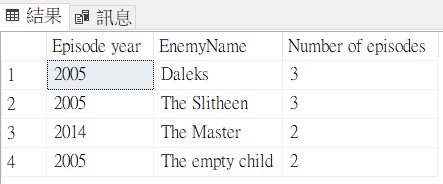 結果 訊息
Episode year EnemyName Number of episodes
1 2005 Daleks 3
2 2005 The Slitheen 3
3 2014 The Master 2
4 2005 The empty child 2